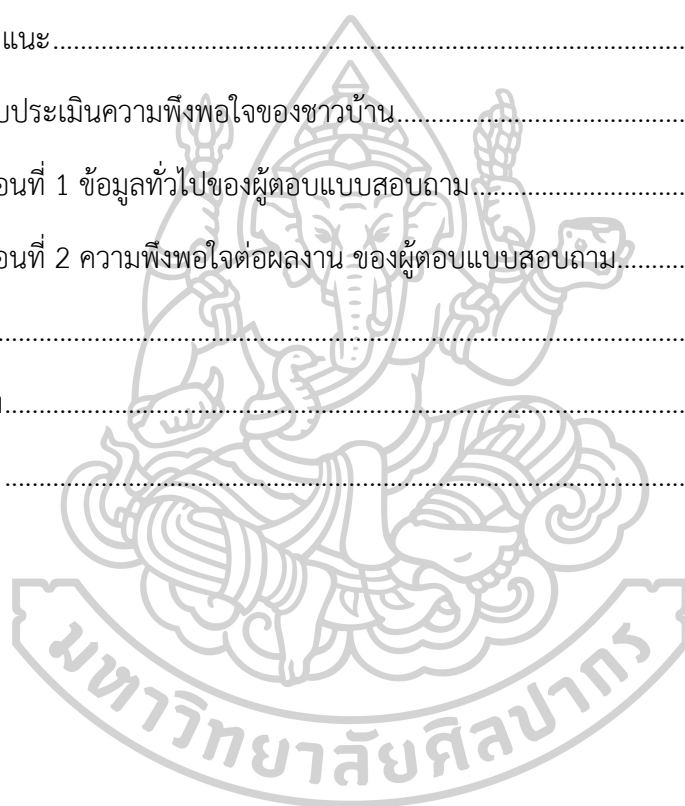 แนะ................................................................................
บประเมินความพึงพอใจของชาวบ้าน....................................
อนที่ 1 ข้อมูลทั่วไปของผู้ตอบแบบสอบถาม...........................
อนที่ 2 ความพึงพอใจต่อผลงาน ของผู้ตอบแบบสอบถาม..........
มหาวิทยาลัยศิลปากร